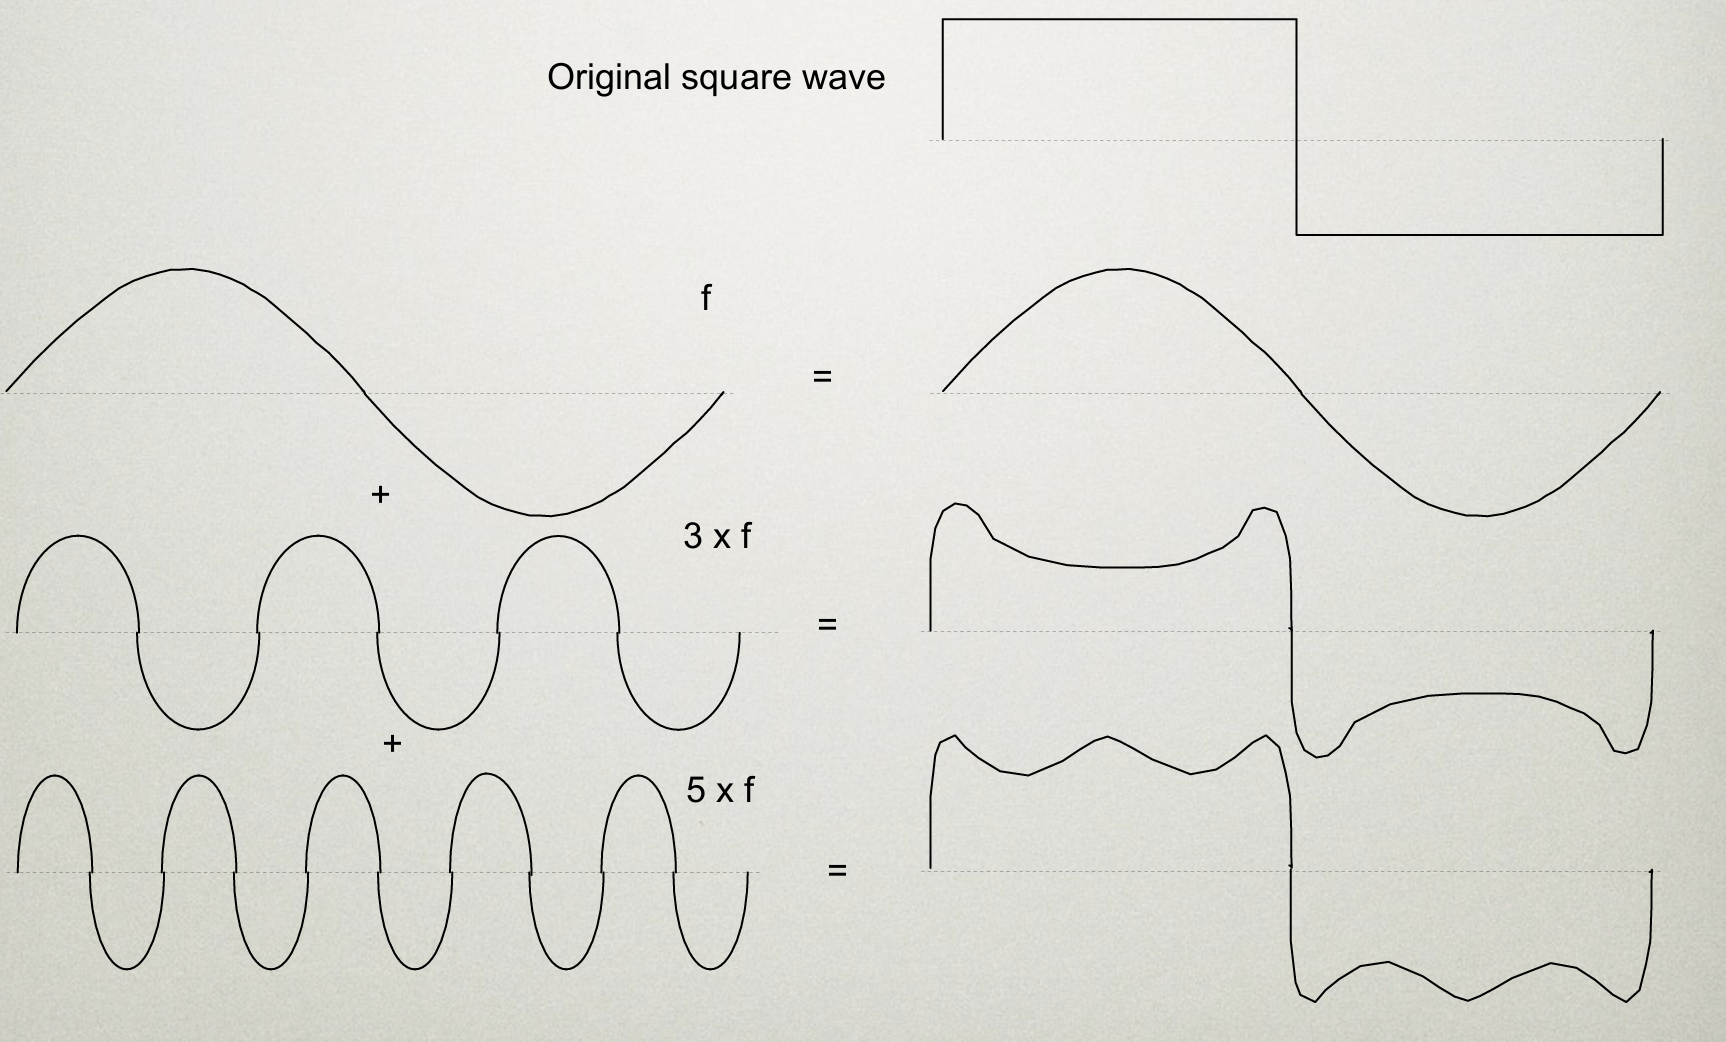 Original square wave
f
=
+
3 x f
=
+
5 x f
=